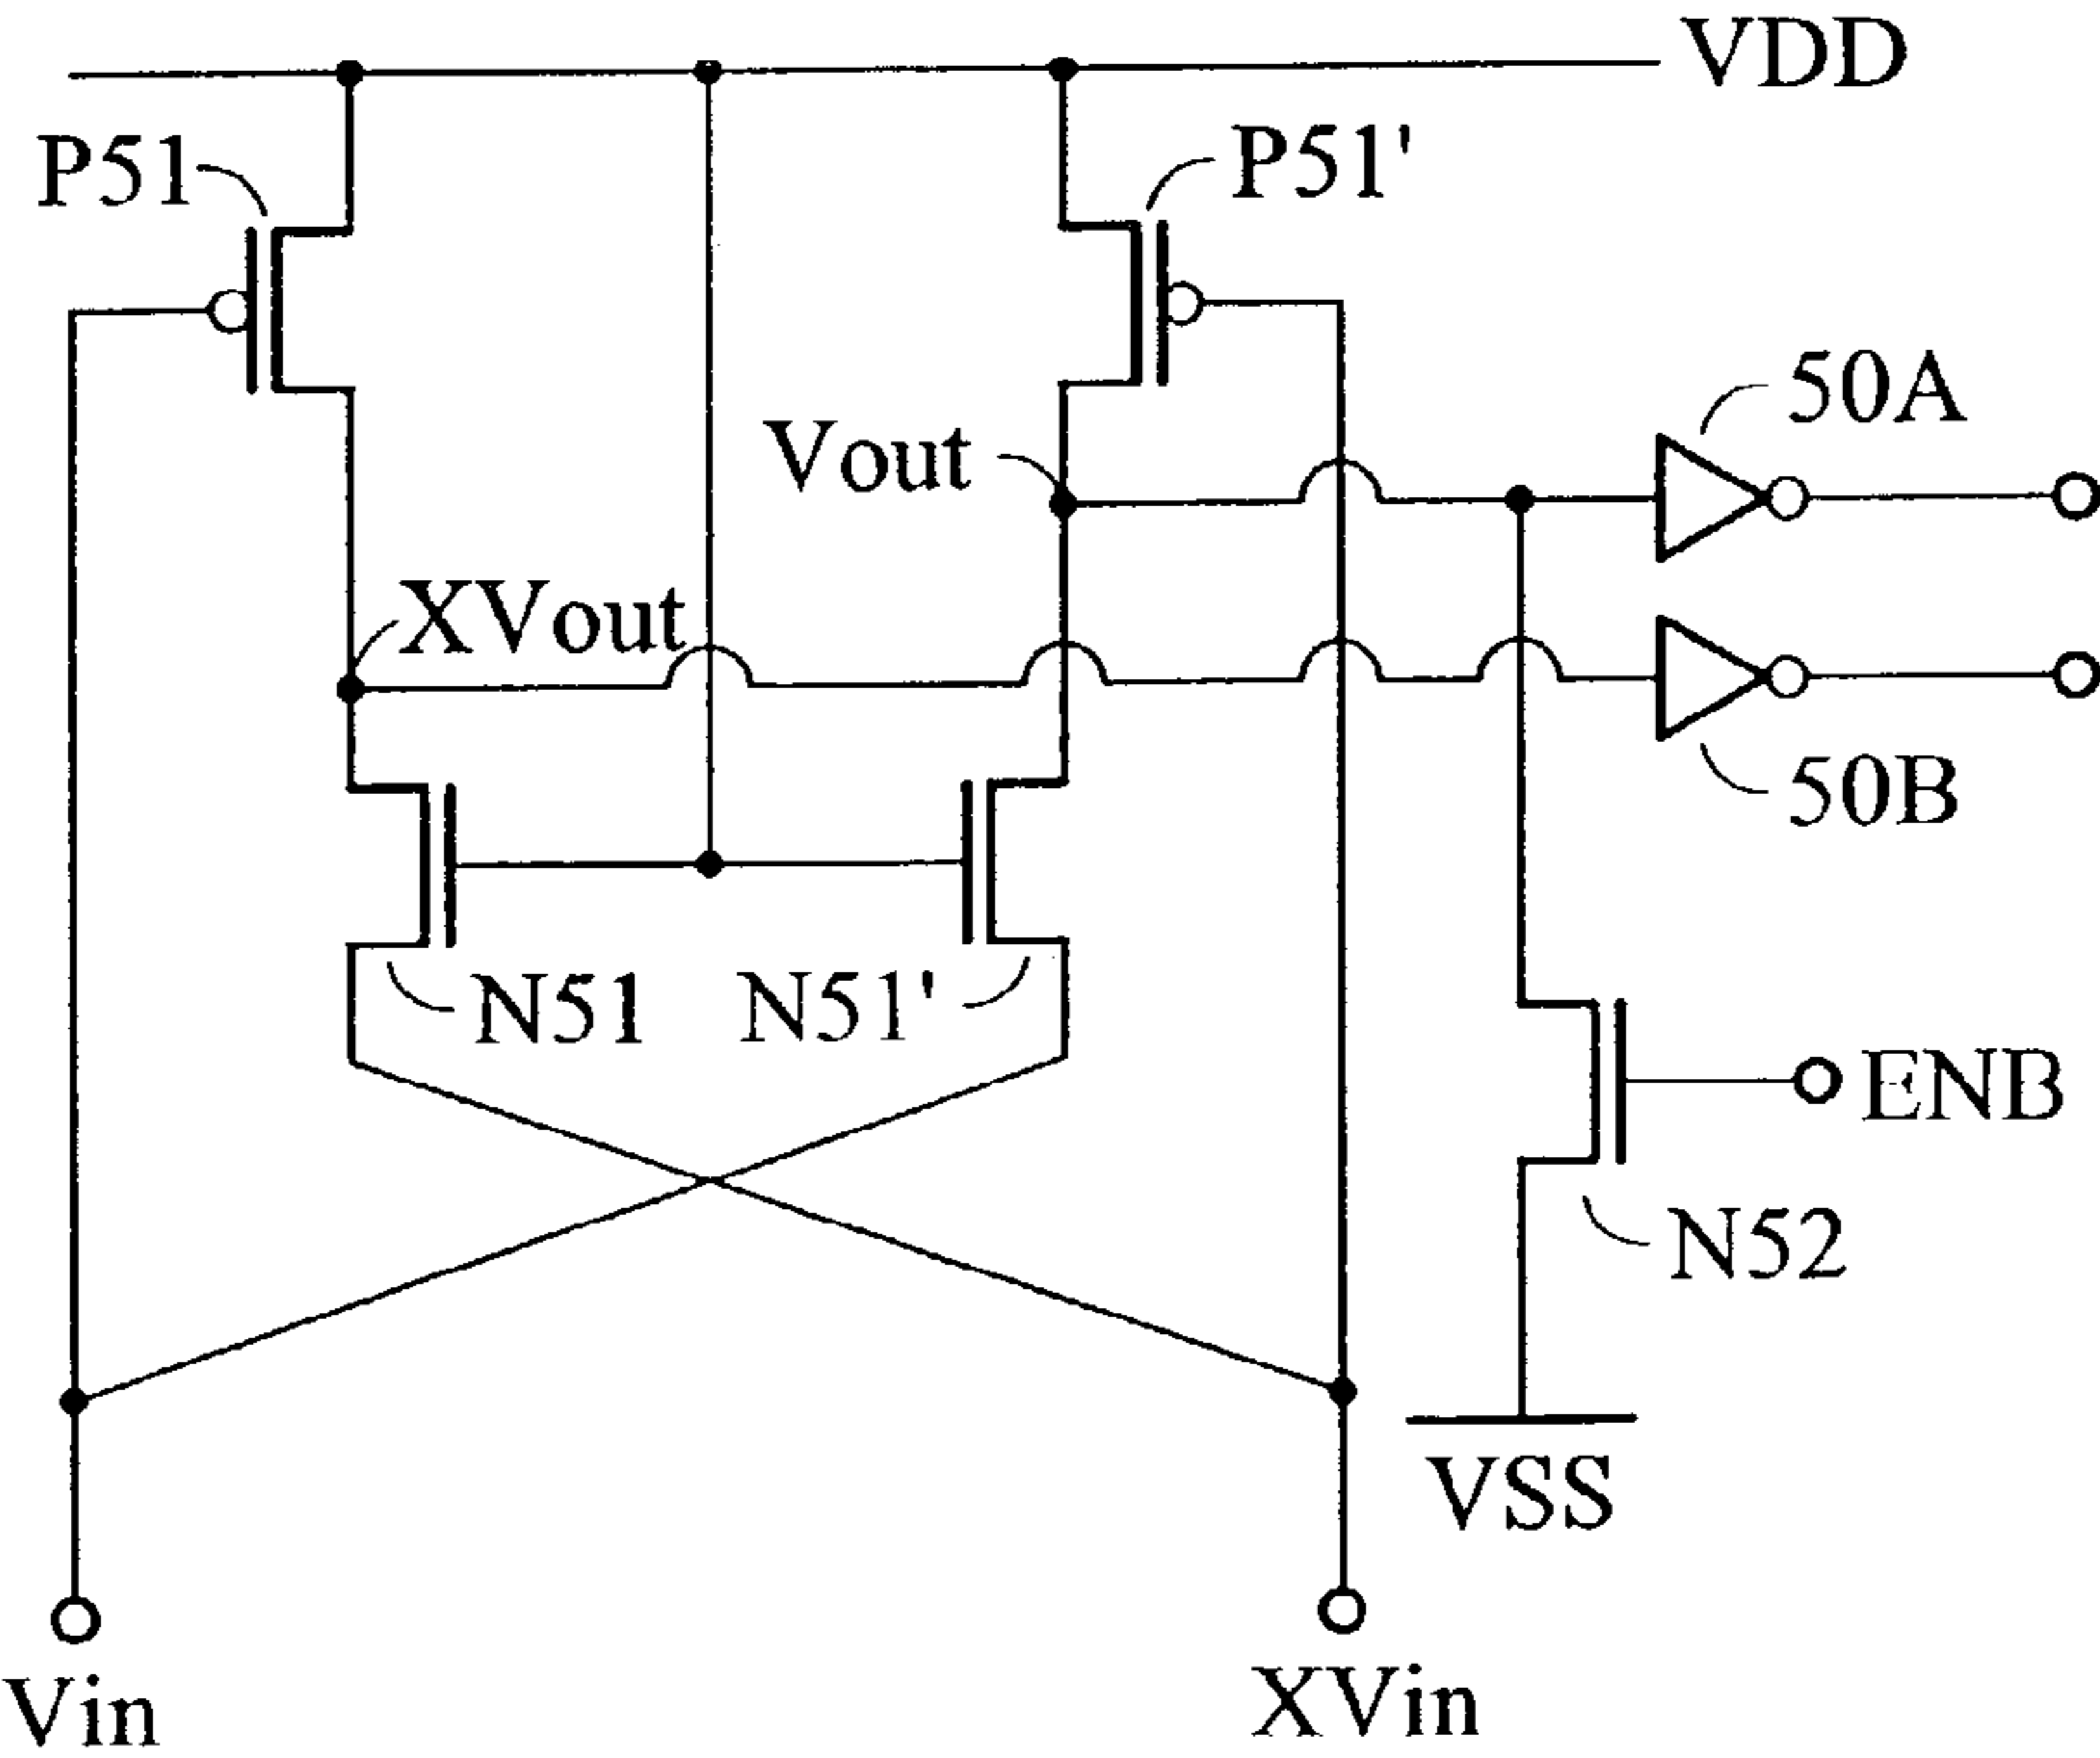 VDD
P51
P51'
50A
Vout
XVout
50B
N51
N51'
ENB
N52
VSS
Vin
XVin